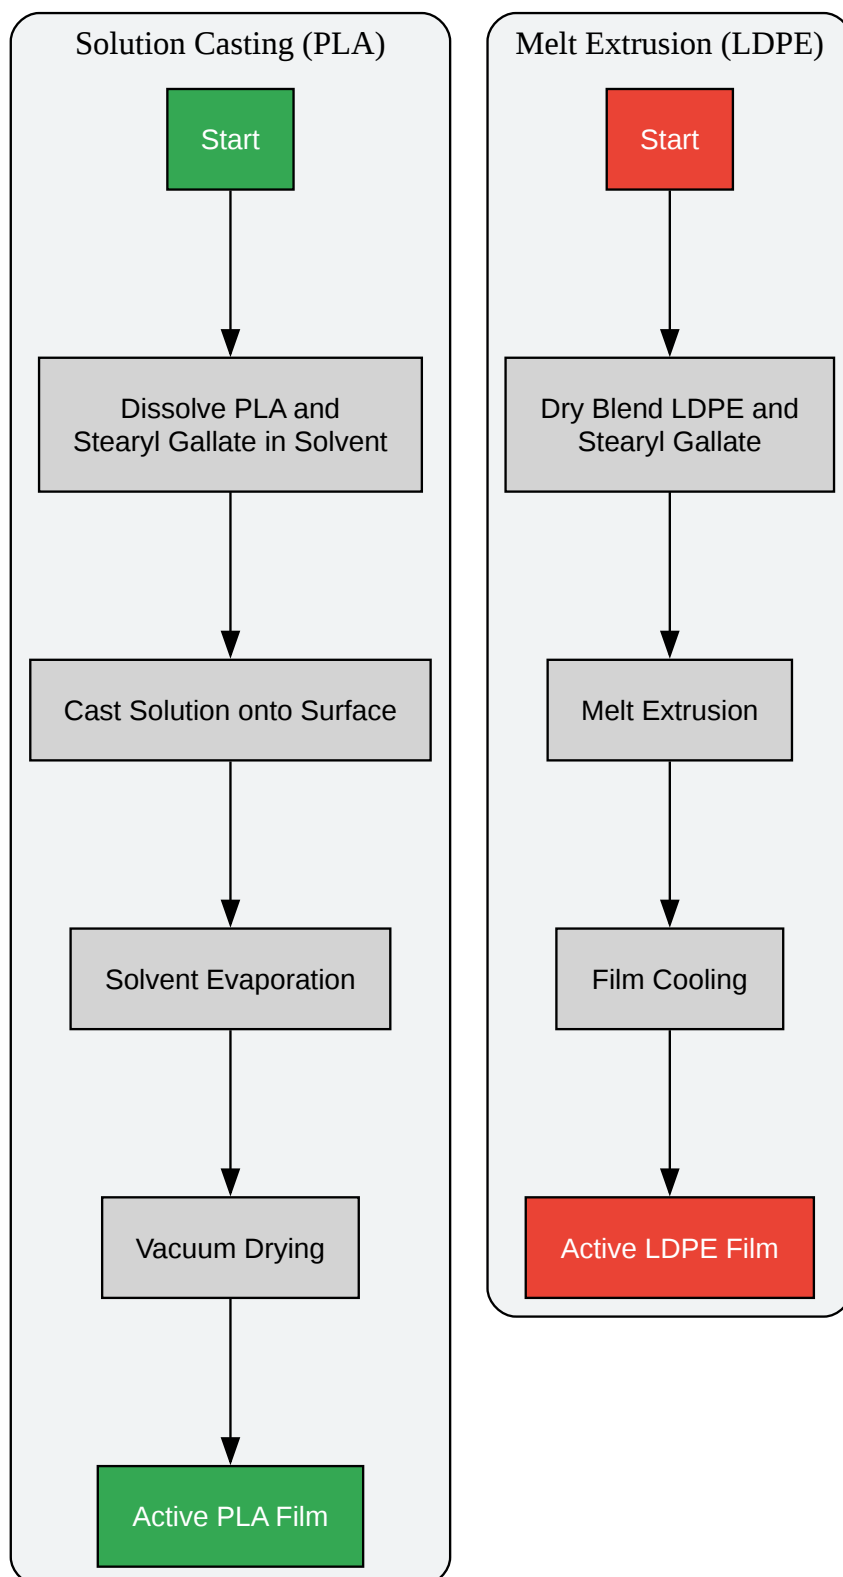 Solution Casting (PLA)
Start
Dissolve PLA and
Stearyl Gallate in Solvent
Cast Solution onto Surface
Solvent Evaporation
Vacuum Drying
Active PLA Film
Melt Extrusion (LDPE)
Start
Dry Blend LDPE and
Stearyl Gallate
Melt Extrusion
Film Cooling
Active LDPE Film